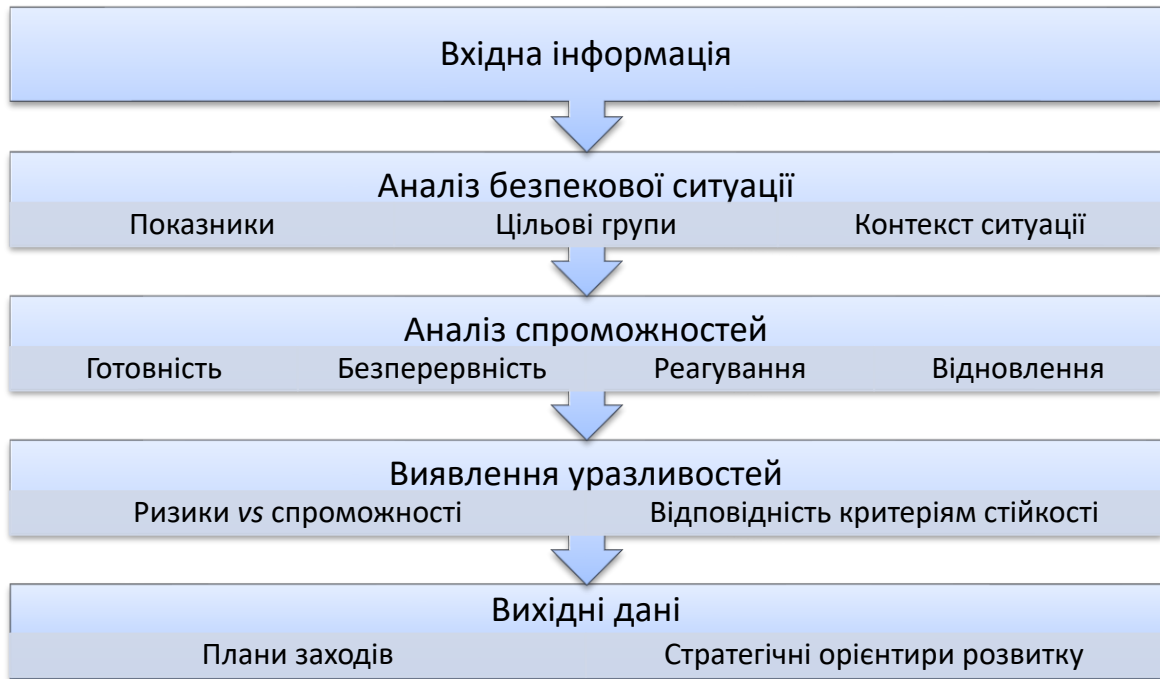 Вхідна інформація
Аналіз безпекової ситуації
Показники Цільові групи Контекст ситуації
Аналіз спроможностей
Готовність Безперервність Реагування Відновлення
Виявлення уразливостей
Ризики vs спроможності Відповідність критеріям стійкості
Вихідні дані
Плани заходів Стратегічні орієнтири розвитку